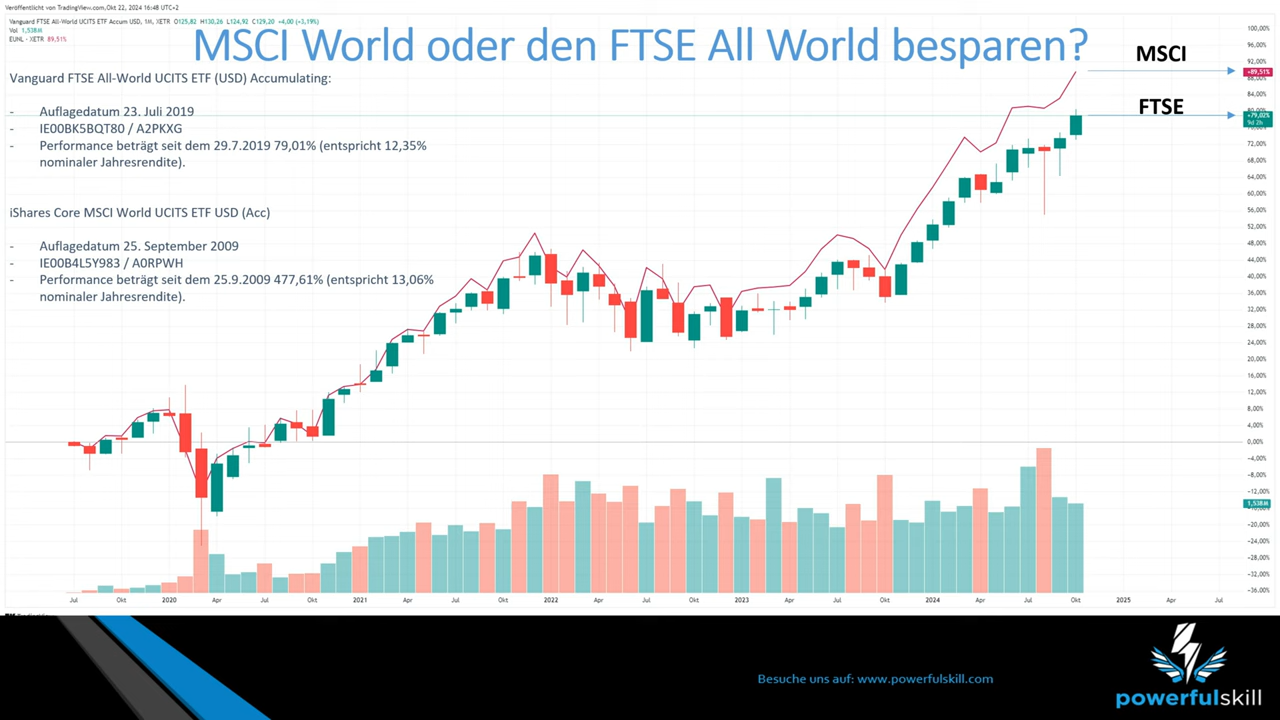 Veröffentlicht von TradingView.com, Okt 22, 2024 16:48 UTC+2
Vanguard FTSE All-World UCITS ETF Accum USD, 1M, XETR O125,82 H130,26 L124,92 C129,20 +4,00 (+3,19%)
Vol 1,538M
EUNL · XETR 89,51%
MSCI World oder den FTSE All World besparen?
Vanguard FTSE All-World UCITS ETF (USD) Accumulating:
- Auflagedatum 23. Juli 2019
- IE00BK5BQT80 / A2PKXG
- Performance beträgt seit dem 29.7.2019 79,01% (entspricht 12,35%
nominaler Jahresrendite).
iShares Core MSCI World UCITS ETF USD (Acc)
- Auflagedatum 25. September 2009
- IE00B4L5Y983 / A0RPWH
- Performance beträgt seit dem 25.9.2009 477,61% (entspricht 13,06%
nominaler Jahresrendite).
MSCI
FTSE
100,00%
96,00%
92,00%
+89,51%
88,00%
84,00%
80,00%
+79,02%
9d 2h
72,00%
68,00%
64,00%
60,00%
56,00%
52,00%
48,00%
44,00%
40,00%
36,00%
32,00%
28,00%
24,00%
20,00%
16,00%
12,00%
8,00%
4,00%
0,00%
-4,00%
-8,00%
-12,00%
1,538M
-20,00%
-24,00%
-28,00%
-32,00%
-36,00%
Jul Okt 2020 Apr Jul Okt 2021 Apr Jul Okt 2022 Apr Jul Okt 2023 Apr Jul Okt 2024 Apr Jul Okt 2025 Apr Jul
Besuche uns auf: www.powerfulskill.com
powerfulskill